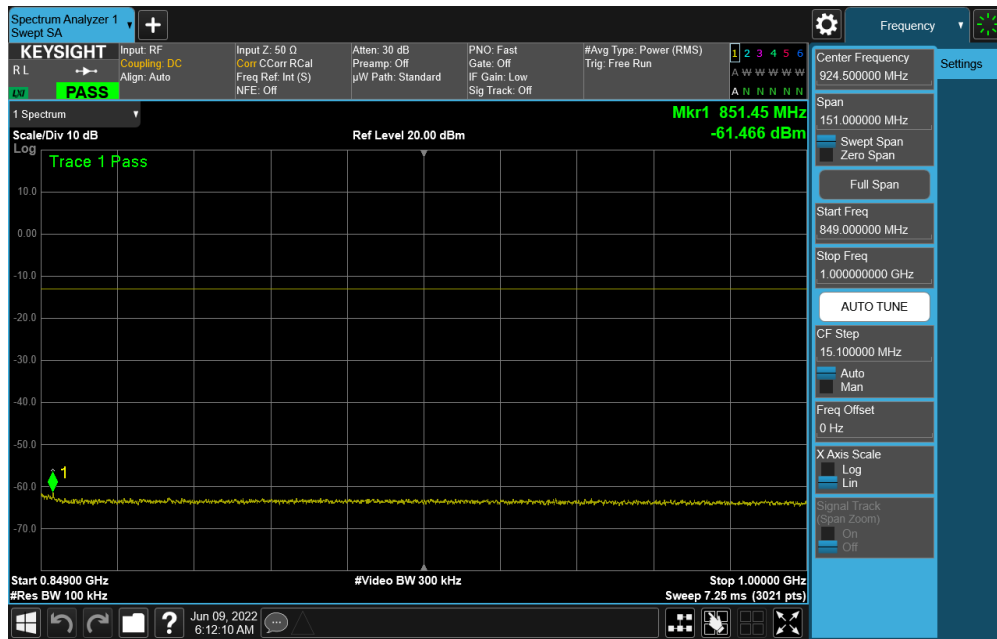 Spectrum Analyzer 1
Swept SA
Frequency
KEYSIGHT
R L
LXI
PASS
Input: RF
Coupling: DC
Align: Auto
Input Z: 50 Ω
Corr CCorr RCal
Freq Ref: Int (S)
NFE: Off
Atten: 30 dB
Preamp: Off
µW Path: Standard
PNO: Fast
Gate: Off
IF Gain: Low
Sig Track: Off
#Avg Type: Power (RMS)
Trig: Free Run
1 2 3 4 5 6
A W W W W W
A N N N N N
1 Spectrum
Scale/Div 10 dB
Ref Level 20.00 dBm
Mkr1 851.45 MHz
-61.466 dBm
Log
Trace 1 Pass
10.0
0.00
-10.0
-20.0
-30.0
-40.0
-50.0
-60.0
-70.0
1
Start 0.84900 GHz
#Res BW 100 kHz
#Video BW 300 kHz
Stop 1.00000 GHz
Sweep 7.25 ms (3021 pts)
Jun 09, 2022
6:12:10 AM
Center Frequency
924.500000 MHz
Span
151.000000 MHz
Swept Span
Zero Span
Full Span
Start Freq
849.000000 MHz
Stop Freq
1.000000000 GHz
AUTO TUNE
CF Step
15.100000 MHz
Auto
Man
Freq Offset
0 Hz
X Axis Scale
Log
Lin
Signal Track
(Span Zoom)
On
Off
Settings